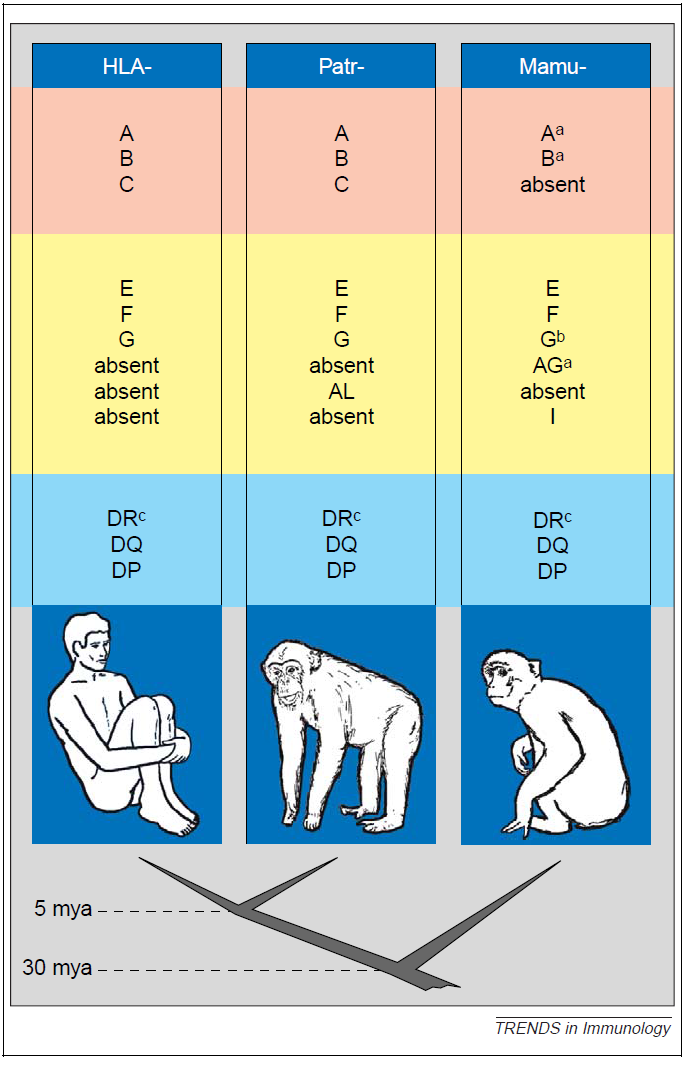 HLA- Patr- Mamu-
A A Aᵃ
B B Bᵃ
C C absent
E E E
F F F
G G Gᵇ
absent absent AGᵃ
absent AL absent
absent absent I
DRᶜ DRᶜ DRᶜ
DQ DQ DQ
DP DP DP
5 mya
30 mya
TRENDS in Immunology